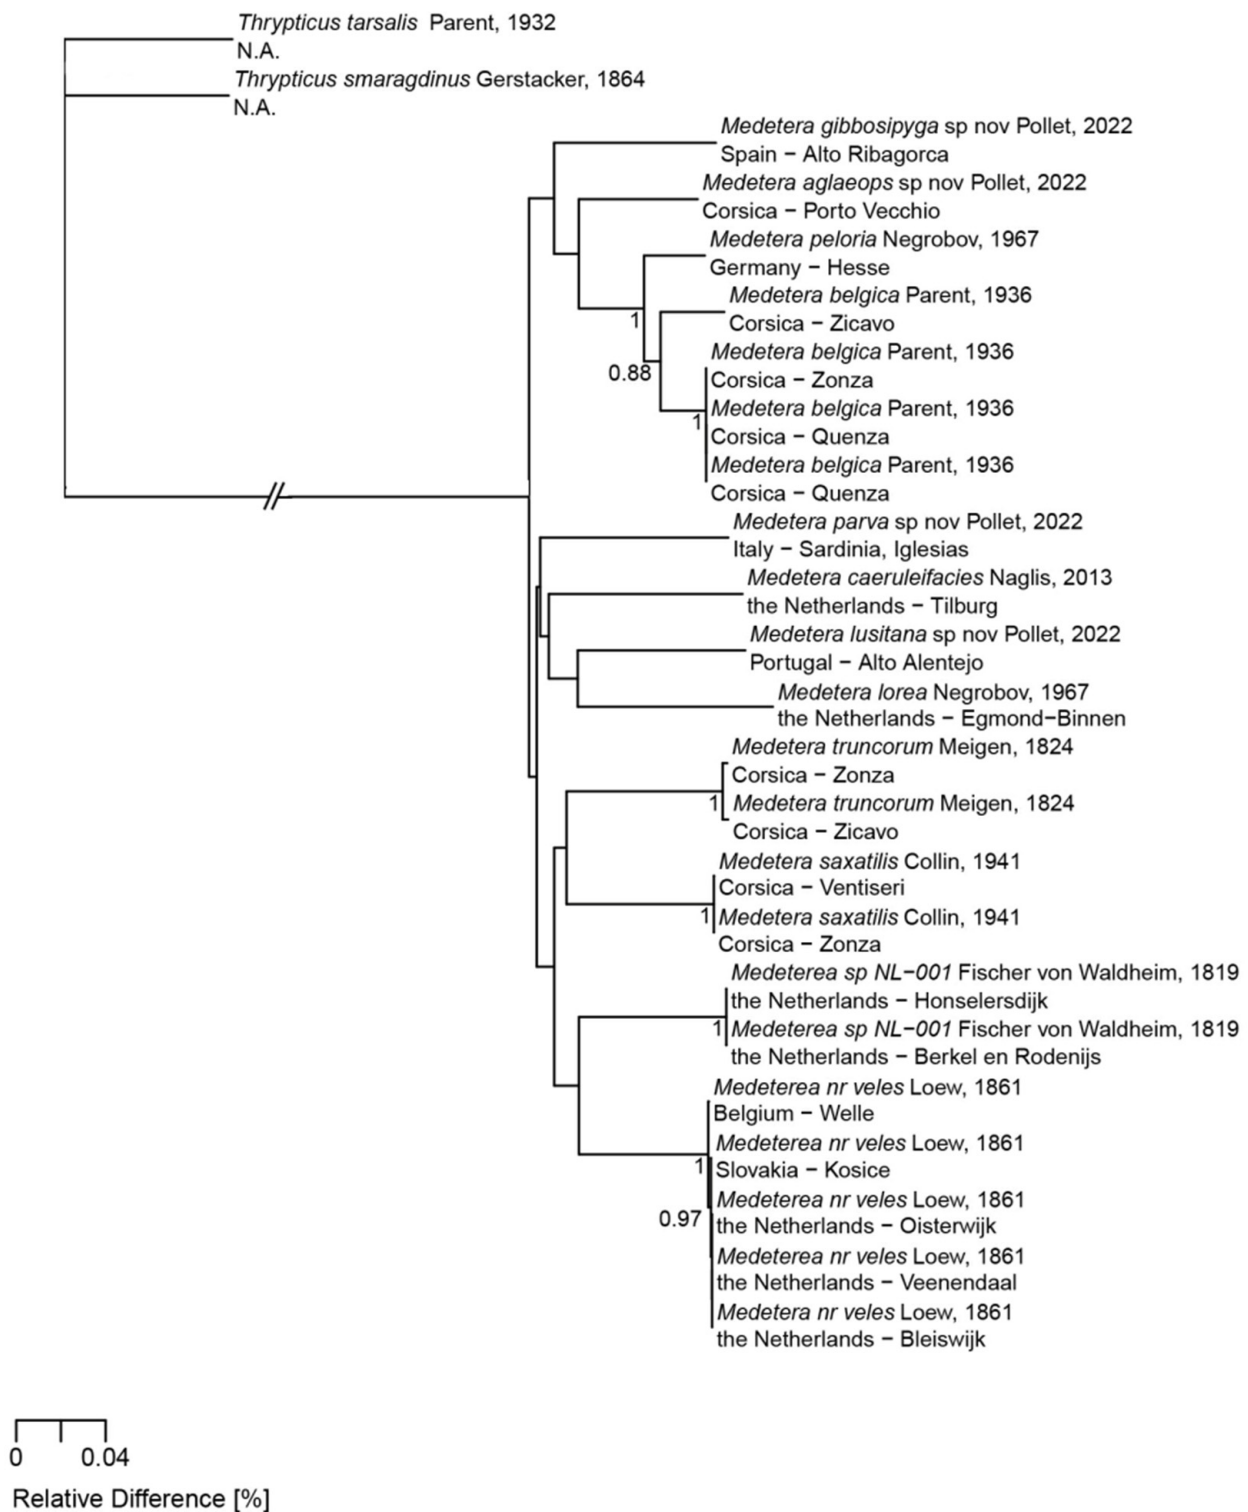 Thrypticus tarsalis Parent, 1932
N.A.
Thrypticus smaragdinus Gerstacker, 1864
N.A.
Medetera gibbosipyga sp nov Pollet, 2022
Spain – Alto Ribagorca
Medetera aglaeops sp nov Pollet, 2022
Corsica – Porto Vecchio
Medetera peloria Negrobov, 1967
Germany – Hesse
Medetera belgica Parent, 1936
1
Corsica – Zicavo
Medetera belgica Parent, 1936
0.88
Corsica – Zonza
Medetera belgica Parent, 1936
1
Corsica – Quenza
Medetera belgica Parent, 1936
Corsica – Quenza
Medetera parva sp nov Pollet, 2022
Italy – Sardinia, Iglesias
Medetera caeruleifacies Naglis, 2013
the Netherlands – Tilburg
Medetera lusitana sp nov Pollet, 2022
Portugal – Alto Alentejo
Medetera lorea Negrobov, 1967
the Netherlands – Egmond–Binnen
Medetera truncorum Meigen, 1824
Corsica – Zonza
1
Medetera truncorum Meigen, 1824
Corsica – Zicavo
Medetera saxatilis Collin, 1941
Corsica – Ventiseri
1
Medetera saxatilis Collin, 1941
Corsica – Zonza
Medeterea sp NL–001 Fischer von Waldheim, 1819
the Netherlands – Honselersdijk
1
Medeterea sp NL–001 Fischer von Waldheim, 1819
the Netherlands – Berkel en Rodenijs
Medeterea nr veles Loew, 1861
Belgium – Welle
Medeterea nr veles Loew, 1861
1
Slovakia – Kosice
Medeterea nr veles Loew, 1861
0.97
the Netherlands – Oisterwijk
Medeterea nr veles Loew, 1861
the Netherlands – Veenendaal
Medetera nr veles Loew, 1861
the Netherlands – Bleiswijk
0 0.04
Relative Difference [%]